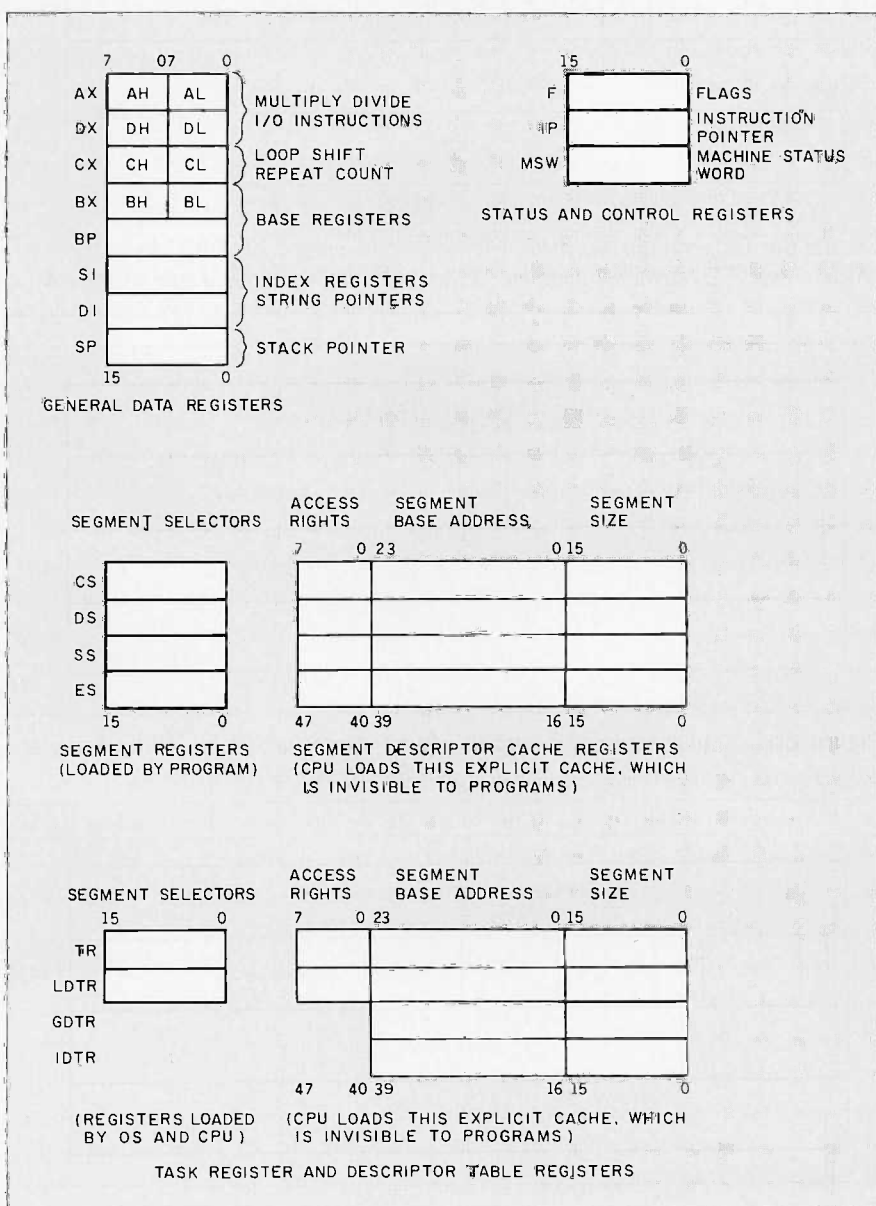 7 07 0
AX AH AL
DX DH DL
MULTIPLY DIVIDE
I/O INSTRUCTIONS
CX CH CL
LOOP SHIFT
REPEAT COUNT
BX BH BL
BP
BASE REGISTERS
SI
DI
INDEX REGISTERS
STRING POINTERS
SP
STACK POINTER
15 0
GENERAL DATA REGISTERS
15 0
F FLAGS
IP INSTRUCTION
POINTER
MSW MACHINE STATUS
WORD
STATUS AND CONTROL REGISTERS
SEGMENT SELECTORS
CS
DS
SS
ES
15 0
SEGMENT REGISTERS
(LOADED BY PROGRAM)
ACCESS
RIGHTS
SEGMENT
BASE ADDRESS
SEGMENT
SIZE
7 0 23 0 15 0
47 40 39 16 15 0
SEGMENT DESCRIPTOR CACHE REGISTERS
(CPU LOADS THIS EXPLICIT CACHE, WHICH
IS INVISIBLE TO PROGRAMS)
SEGMENT SELECTORS
15 0
TR
LDTR
GDTR
IDTR
(REGISTERS LOADED
BY OS AND CPU)
ACCESS
RIGHTS
SEGMENT
BASE ADDRESS
SEGMENT
SIZE
7 0 23 0 15 0
47 40 39 16 15 0
(CPU LOADS THIS EXPLICIT CACHE, WHICH
IS INVISIBLE TO PROGRAMS)
TASK REGISTER AND DESCRIPTOR TABLE REGISTERS